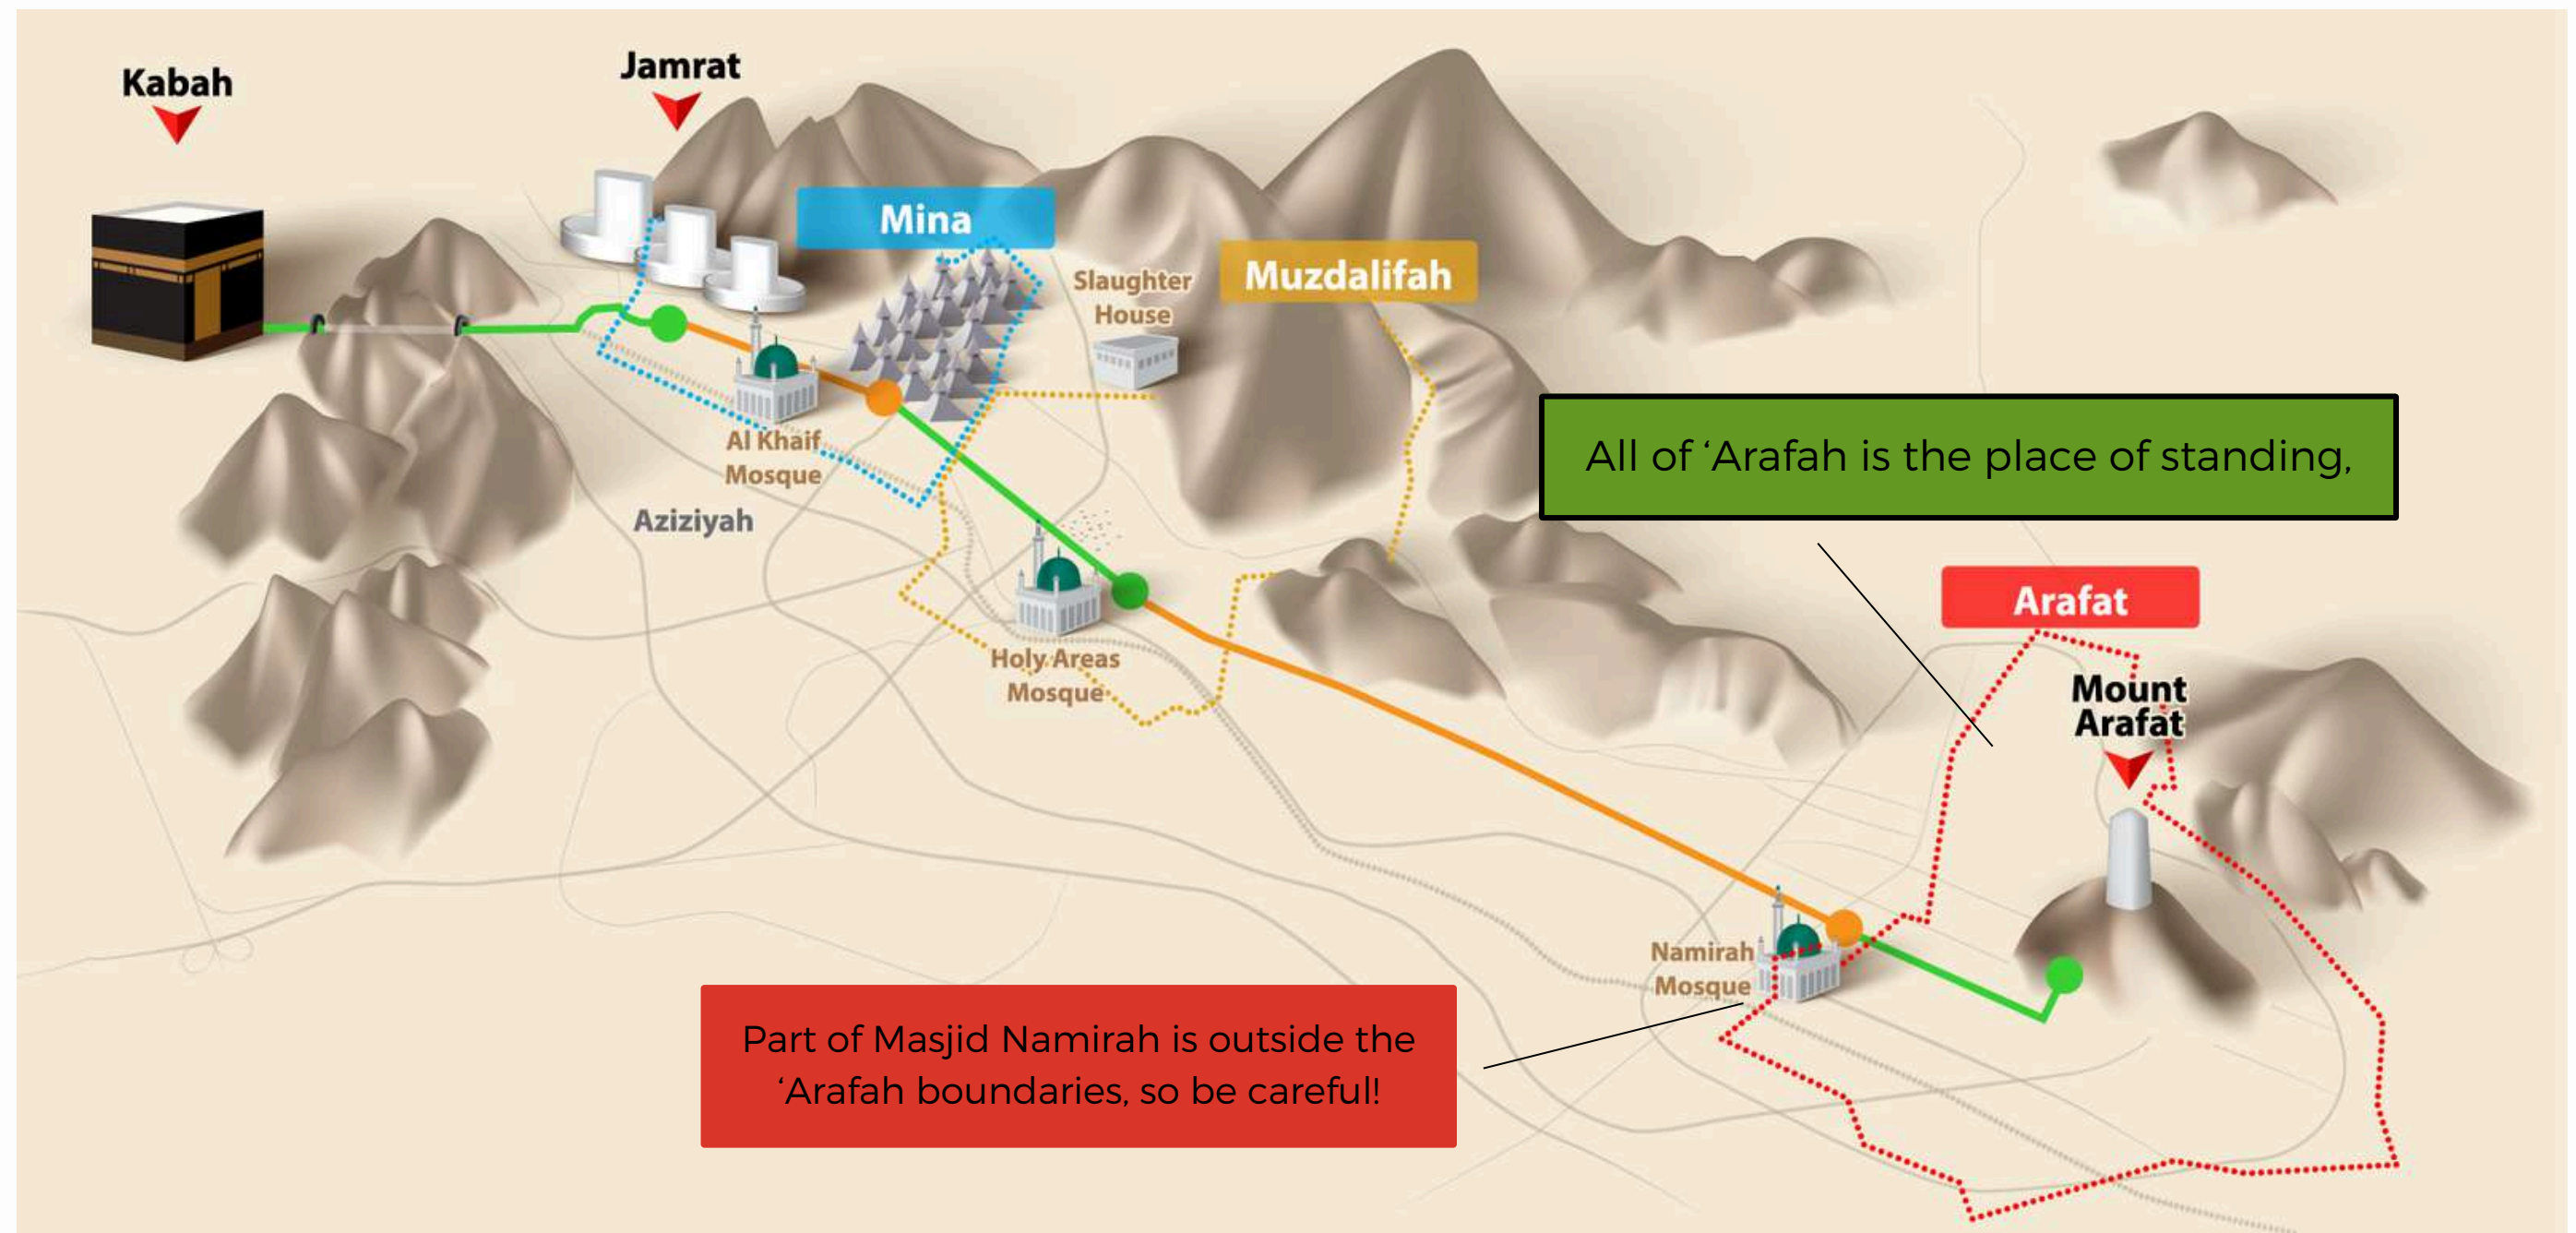 Kabah
Jamrat
Mina
Slaughter
House
Muzdalifah
Al Khaif
Mosque
Aziziyah
All of ‘Arafah is the place of standing,
Arafat
Holy Areas
Mosque
Mount
Arafat
Namirah
Mosque
Part of Masjid Namirah is outside the
‘Arafah boundaries, so be careful!